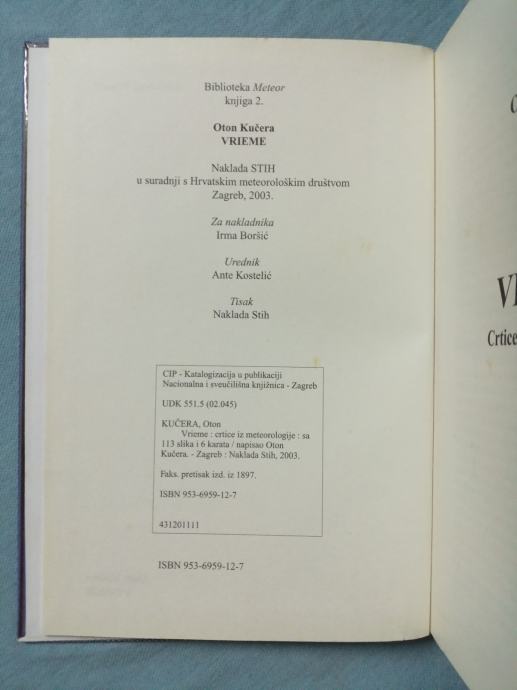 Biblioteka Meteor
knjiga 2.
Oton Kučera
VRIEME
Naklada STIH
u suradnji s Hrvatskim meteorološkim društvom
Zagreb, 2003.
Za nakladnika
Irma Boršić
Urednik
Ante Kostelić
Tisak
Naklada Stih
CIP - Katalogizacija u publikaciji
Nacionalna i sveučilišna knjižnica - Zagreb
UDK 551.5 (02.045)
KUČERA, Oton
Vrieme : crtice iz meteorologije : sa
113 slika i 6 karata / napisao Oton
Kučera. - Zagreb : Naklada Stih, 2003.
Faks. pretisak izd. iz 1897.
ISBN 953-6959-12-7
431201111
ISBN 953-6959-12-7
Crtice